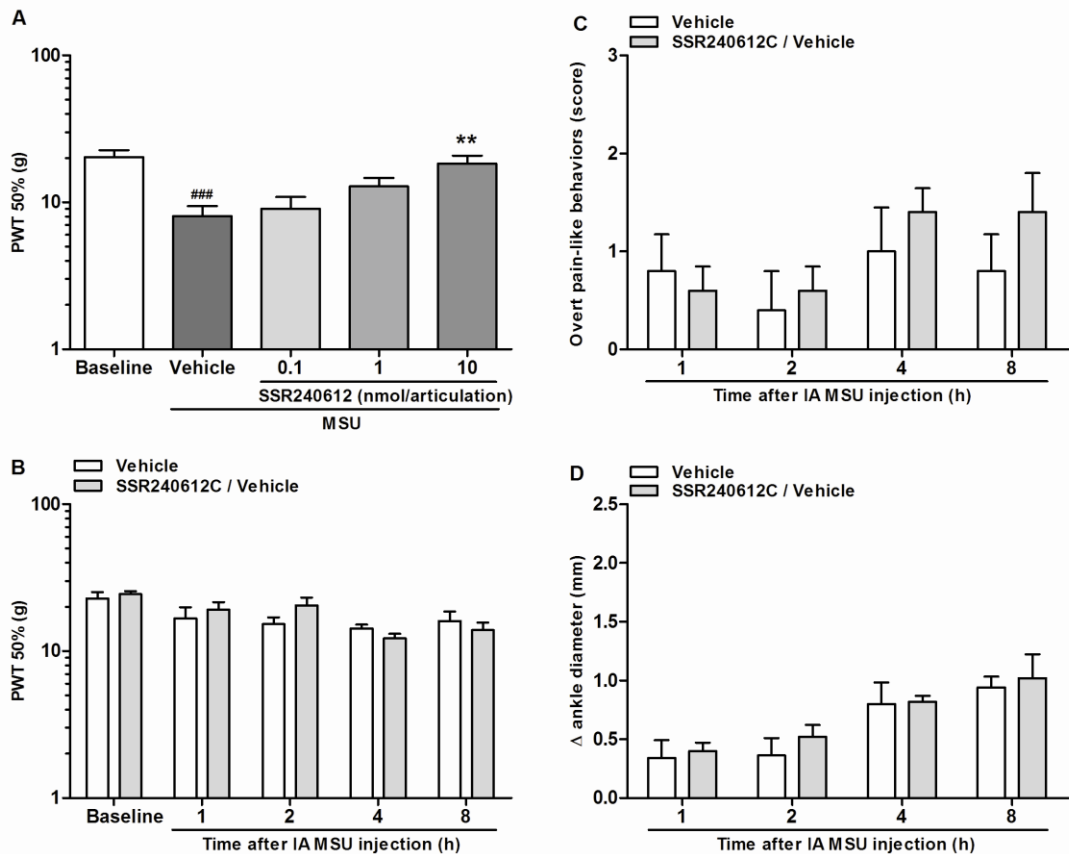 A
100
10
1
PWT 50% (g)
###
**
Baseline
Vehicle
0.1
1
10
SSR240612 (nmol/articulation)
MSU
B
Vehicle
SSR240612C / Vehicle
100
10
1
PWT 50% (g)
Baseline
1
2
4
8
Time after IA MSU injection (h)
C
Vehicle
SSR240612C / Vehicle
3
2
1
0
Overt pain-like behaviors (score)
1
2
4
8
Time after IA MSU injection (h)
D
Vehicle
SSR240612C / Vehicle
2.5
2.0
1.5
1.0
0.5
0.0
Δ ankle diameter (mm)
1
2
4
8
Time after IA MSU injection (h)